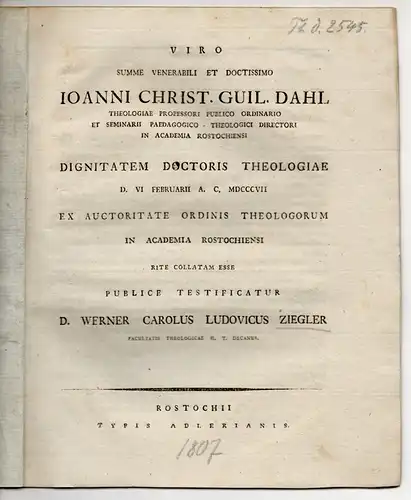 Th. d. 2545.
VIRO
SUMME VENERABILI ET DOCTISSIMO
IOANNI CHRIST. GUIL. DAHL
THEOLOGIAE PROFESSORI PUBLICO ORDINARIO
ET SEMINARII PAEDAGOGICO - THEOLOGICI DIRECTORI
IN ACADEMIA ROSTOCHIENSI
DIGNITATEM DOCTORIS THEOLOGIAE
D. VI FEBRUARII A. C. MDCCCVII
EX AUCTORITATE ORDINIS THEOLOGORUM
IN ACADEMIA ROSTOCHIENSI
RITE COLLATAM ESSE
PUBLICE TESTIFICATUR
D. WERNER CAROLUS LUDOVICUS ZIEGLER
FACULTATIS THEOLOGICAE H. T. DECANUS.
ROSTOCHII
TYPIS ADLERIANIS.
1807